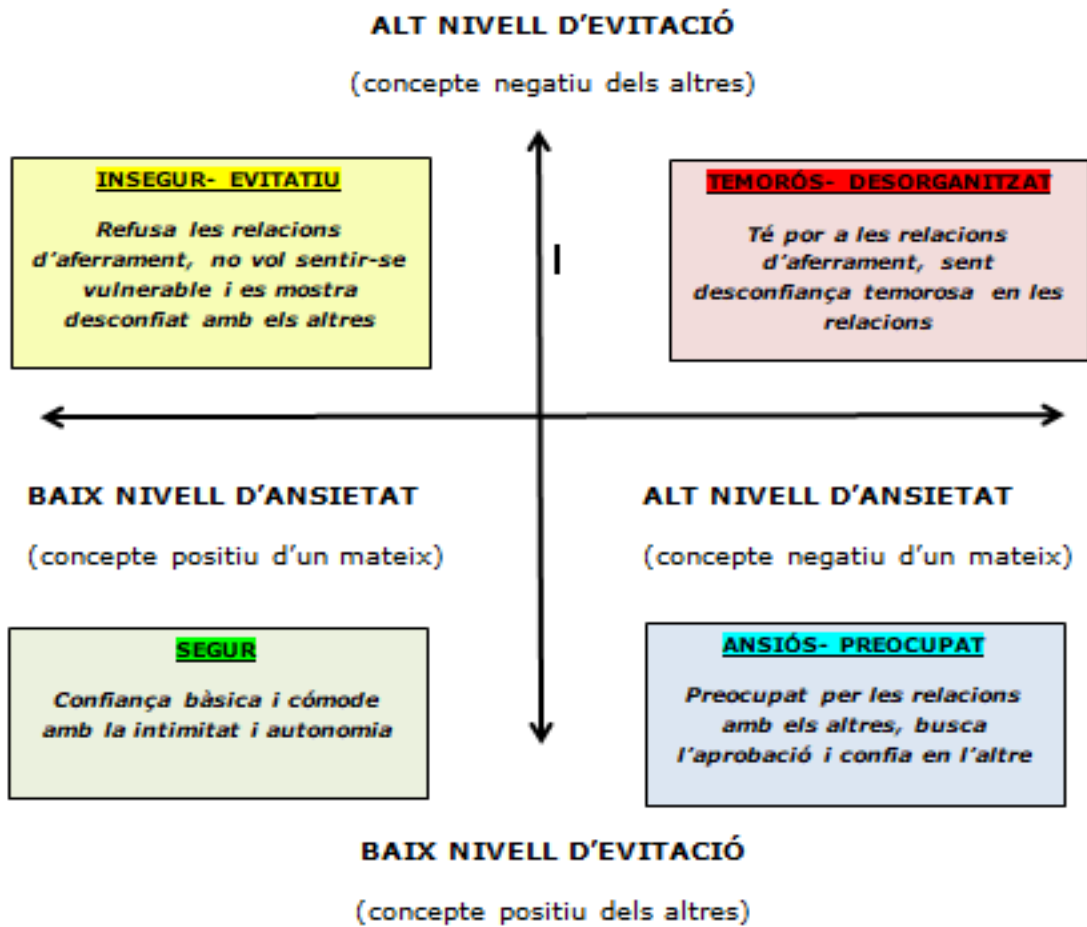 ALT NIVELL D'EVITACIÓ
(concepte negatiu dels altres)
INSEGUR- EVITATIU
Refusa les relacions
d'aferrament, no vol sentir-se
vulnerable i es mostra
desconfiat amb els altres
TEMORÓS- DESORGANITZAT
Té por a les relacions
d'aferrament, sent
desconfiança temorosa en les
relacions
I
BAIX NIVELL D'ANSIETAT
(concepte positiu d'un mateix)
ALT NIVELL D'ANSIETAT
(concepte negatiu d'un mateix)
SEGUR
Confiança bàsica i cómode
amb la intimitat i autonomia
ANSIÓS- PREOCUPAT
Preocupat per les relacions
amb els altres, busca
l'aprobació i confia en l'altre
BAIX NIVELL D'EVITACIÓ
(concepte positiu dels altres)